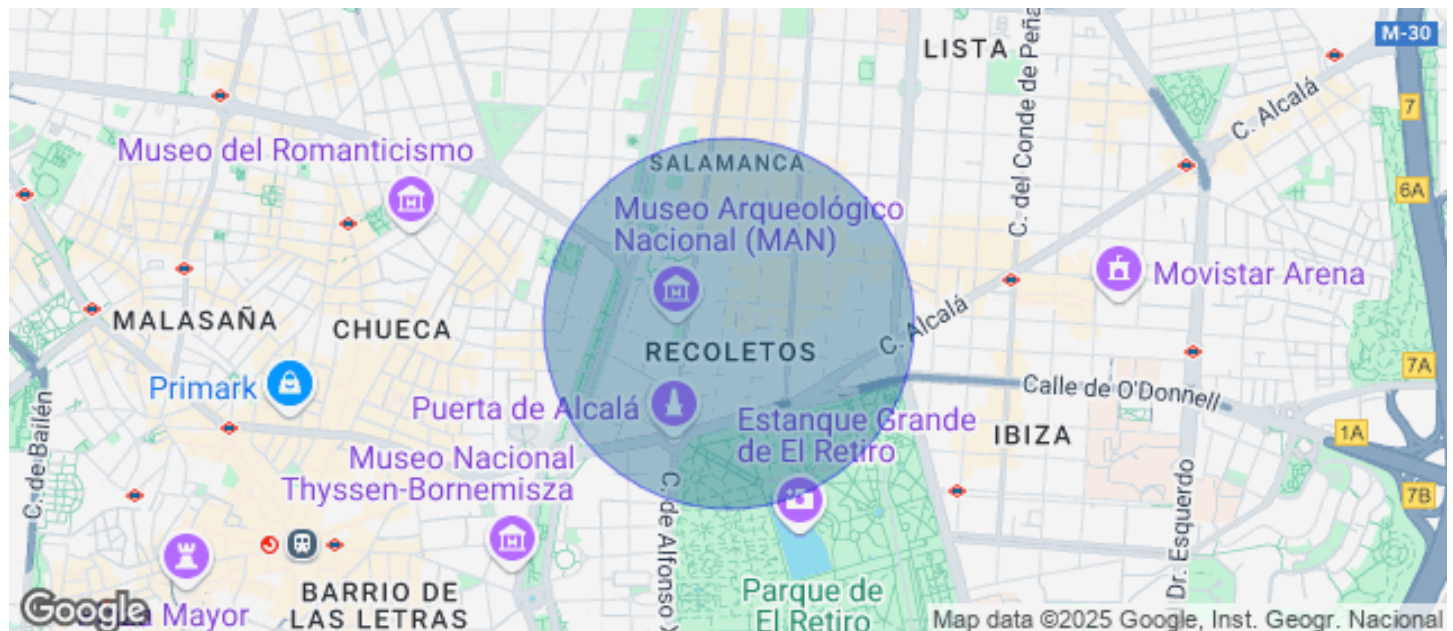 M-30
LISTA
C. del Conde de Peña
C. Alcalá
7
Museo del Romanticismo
SALAMANCA
6A
Museo Arqueológico
Nacional (MAN)
Movistar Arena
MALASAÑA
CHUECA
C. Alcalá
RECOLETOS
7A
Primark
Calle de O'Donnell
Puerta de Alcalá
Estanque Grande
de El Retiro
IBIZA
1A
C. de Bailén
Museo Nacional
Thyssen-Bornemisza
C. de Alfonso X
7B
Dr. Esquerdo
BARRIO DE
LAS LETRAS
Parque de
El Retiro
Google
Mayor
Map data ©2025 Google, Inst. Geogr. Nacional